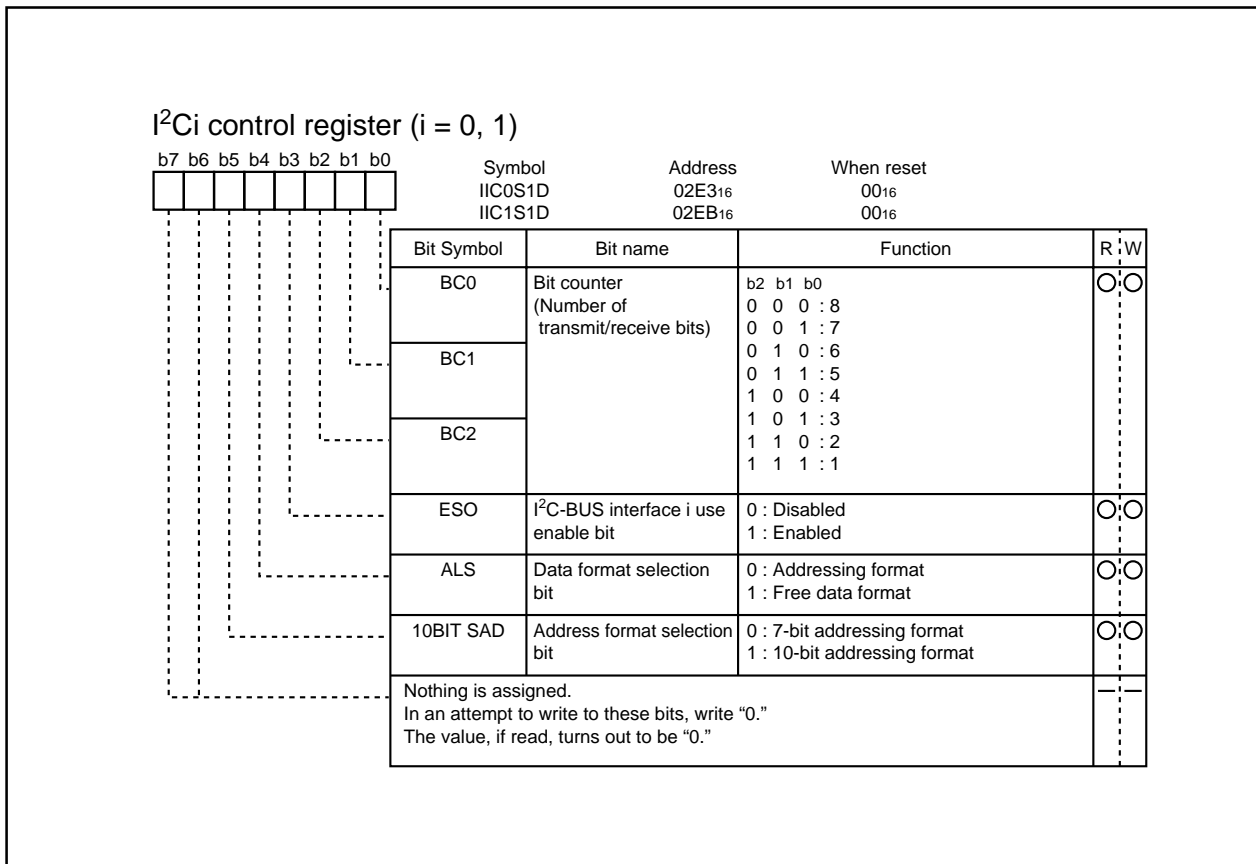 I²Ci control register (i = 0, 1)
b7 b6 b5 b4 b3 b2 b1 b0
Symbol Address When reset
IIC0S1D 02E3₁₆ 00₁₆
IIC1S1D 02EB₁₆ 00₁₆
Bit Symbol Bit name Function R W
BC0 Bit counter b2 b1 b0
(Number of 0 0 0 : 8
transmit/receive bits) 0 0 1 : 7
BC1 0 1 0 : 6
0 1 1 : 5
1 0 0 : 4
1 0 1 : 3
BC2 1 1 0 : 2
1 1 1 : 1
ESO I²C-BUS interface i use 0 : Disabled
enable bit 1 : Enabled
ALS Data format selection 0 : Addressing format
bit 1 : Free data format
10BIT SAD Address format selection 0 : 7-bit addressing format
bit 1 : 10-bit addressing format
Nothing is assigned. — —
In an attempt to write to these bits, write “0.”
The value, if read, turns out to be “0.”